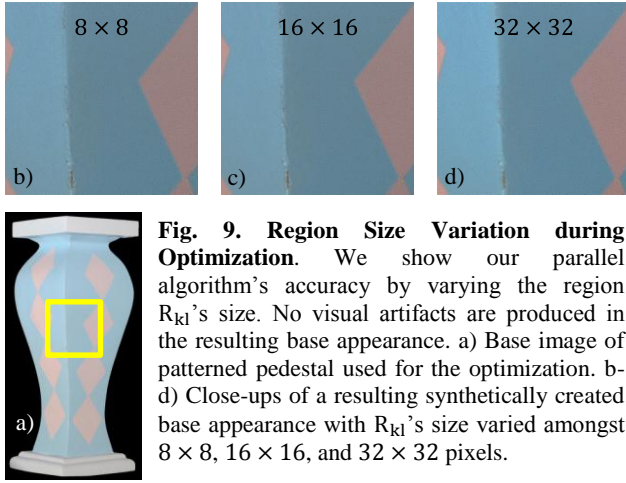 8 × 8
16 × 16
32 × 32
b)
c)
d)
a)
Fig. 9. Region Size Variation during
Optimization. We show our parallel
algorithm's accuracy by varying the region
R_kl's size. No visual artifacts are produced in
the resulting base appearance. a) Base image of
patterned pedestal used for the optimization. b-
d) Close-ups of a resulting synthetically created
base appearance with R_kl's size varied amongst
8 × 8, 16 × 16, and 32 × 32 pixels.